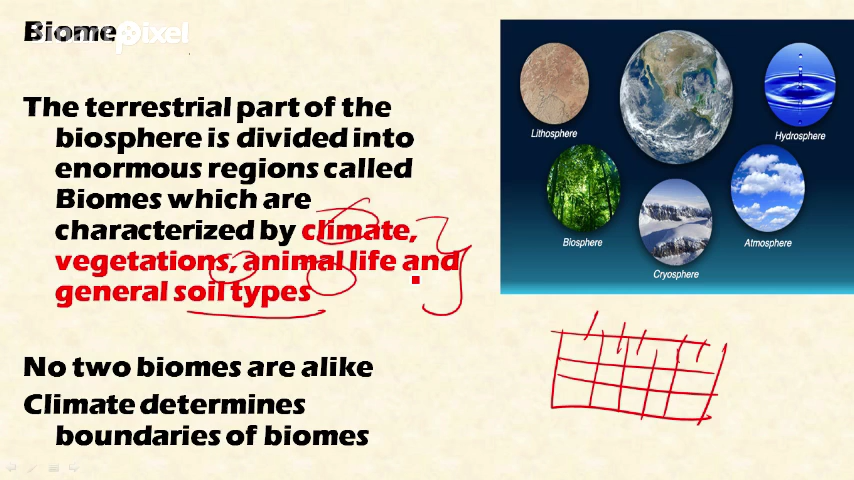 Biome
SmartPixel
The terrestrial part of the
biosphere is divided into
enormous regions called
Biomes which are
characterized by climate,
vegetations, animal life and
general soil types
No two biomes are alike
Climate determines
boundaries of biomes
Lithosphere
Hydrosphere
Biosphere
Cryosphere
Atmosphere